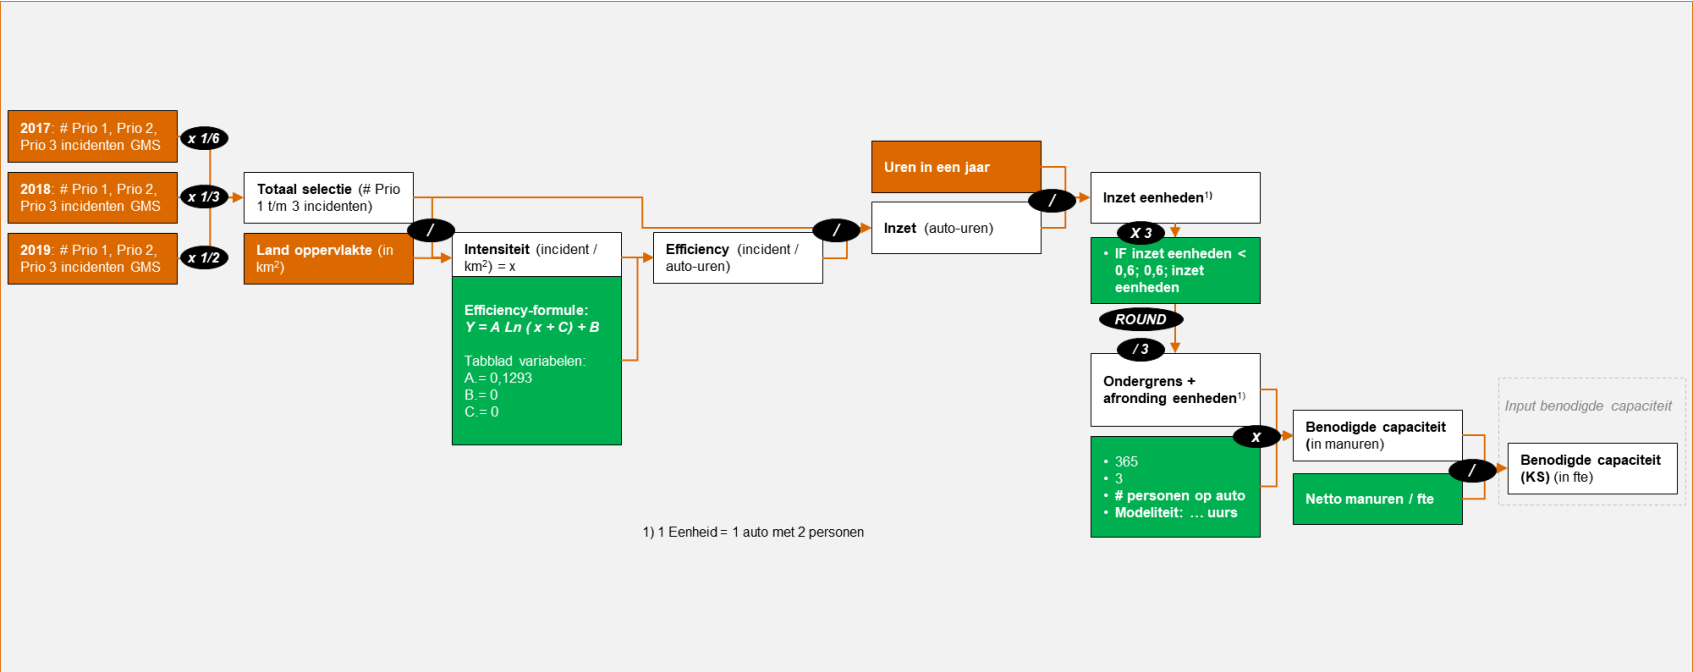 2017: # Prio 1, Prio 2,
Prio 3 incidenten GMS
x 1/6
2018: # Prio 1, Prio 2,
Prio 3 incidenten GMS
x 1/3
2019: # Prio 1, Prio 2,
Prio 3 incidenten GMS
x 1/2
Totaal selectie (# Prio
1 t/m 3 incidenten)
Land oppervlakte (in
km²)
/
Intensiteit (incident /
km²) = x
Efficiency-formule:
Y = A Ln ( x + C) + B
Tabblad variabelen:
A.= 0,1293
B.= 0
C.= 0
Efficiency (incident /
auto-uren)
/
Uren in een jaar
Inzet (auto-uren)
/
Inzet eenheden¹⁾
X 3
• IF inzet eenheden <
0,6; 0,6; inzet
eenheden
ROUND
/ 3
Ondergrens +
afronding eenheden¹⁾
• 365
• 3
• # personen op auto
• Modeliteit: … uurs
x
Benodigde capaciteit
(in manuren)
Netto manuren / fte
/
Input benodigde capaciteit
Benodigde capaciteit
(KS) (in fte)
1) 1 Eenheid = 1 auto met 2 personen